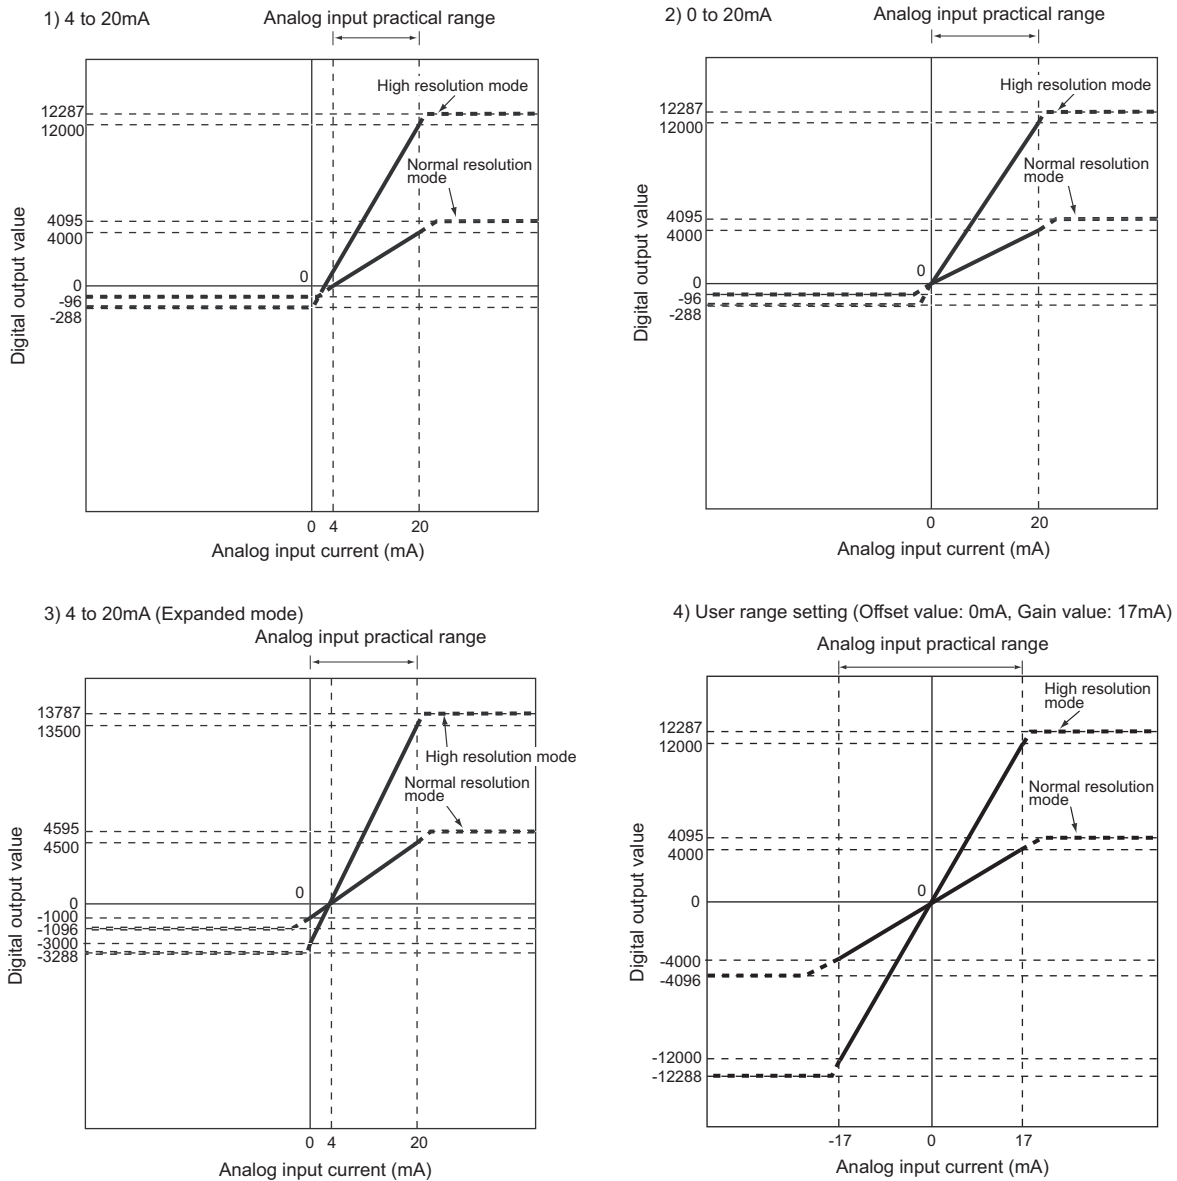 1) 4 to 20mA
Analog input practical range
High resolution mode
12287
12000
Normal resolution
mode
4095
4000
0
0
-96
-288
Digital output value
0 4 20
Analog input current (mA)
2) 0 to 20mA
Analog input practical range
High resolution mode
12287
12000
Normal resolution
mode
4095
4000
0
0
-96
-288
Digital output value
0 20
Analog input current (mA)
3) 4 to 20mA (Expanded mode)
Analog input practical range
13787
13500
High resolution mode
Normal resolution
mode
4595
4500
0
0
-1000
-1096
-3000
-3288
Digital output value
0 4 20
Analog input current (mA)
4) User range setting (Offset value: 0mA, Gain value: 17mA)
Analog input practical range
High resolution
mode
12287
12000
Normal resolution
mode
4095
4000
0
0
-4000
-4096
-12000
-12288
Digital output value
-17 0 17
Analog input current (mA)